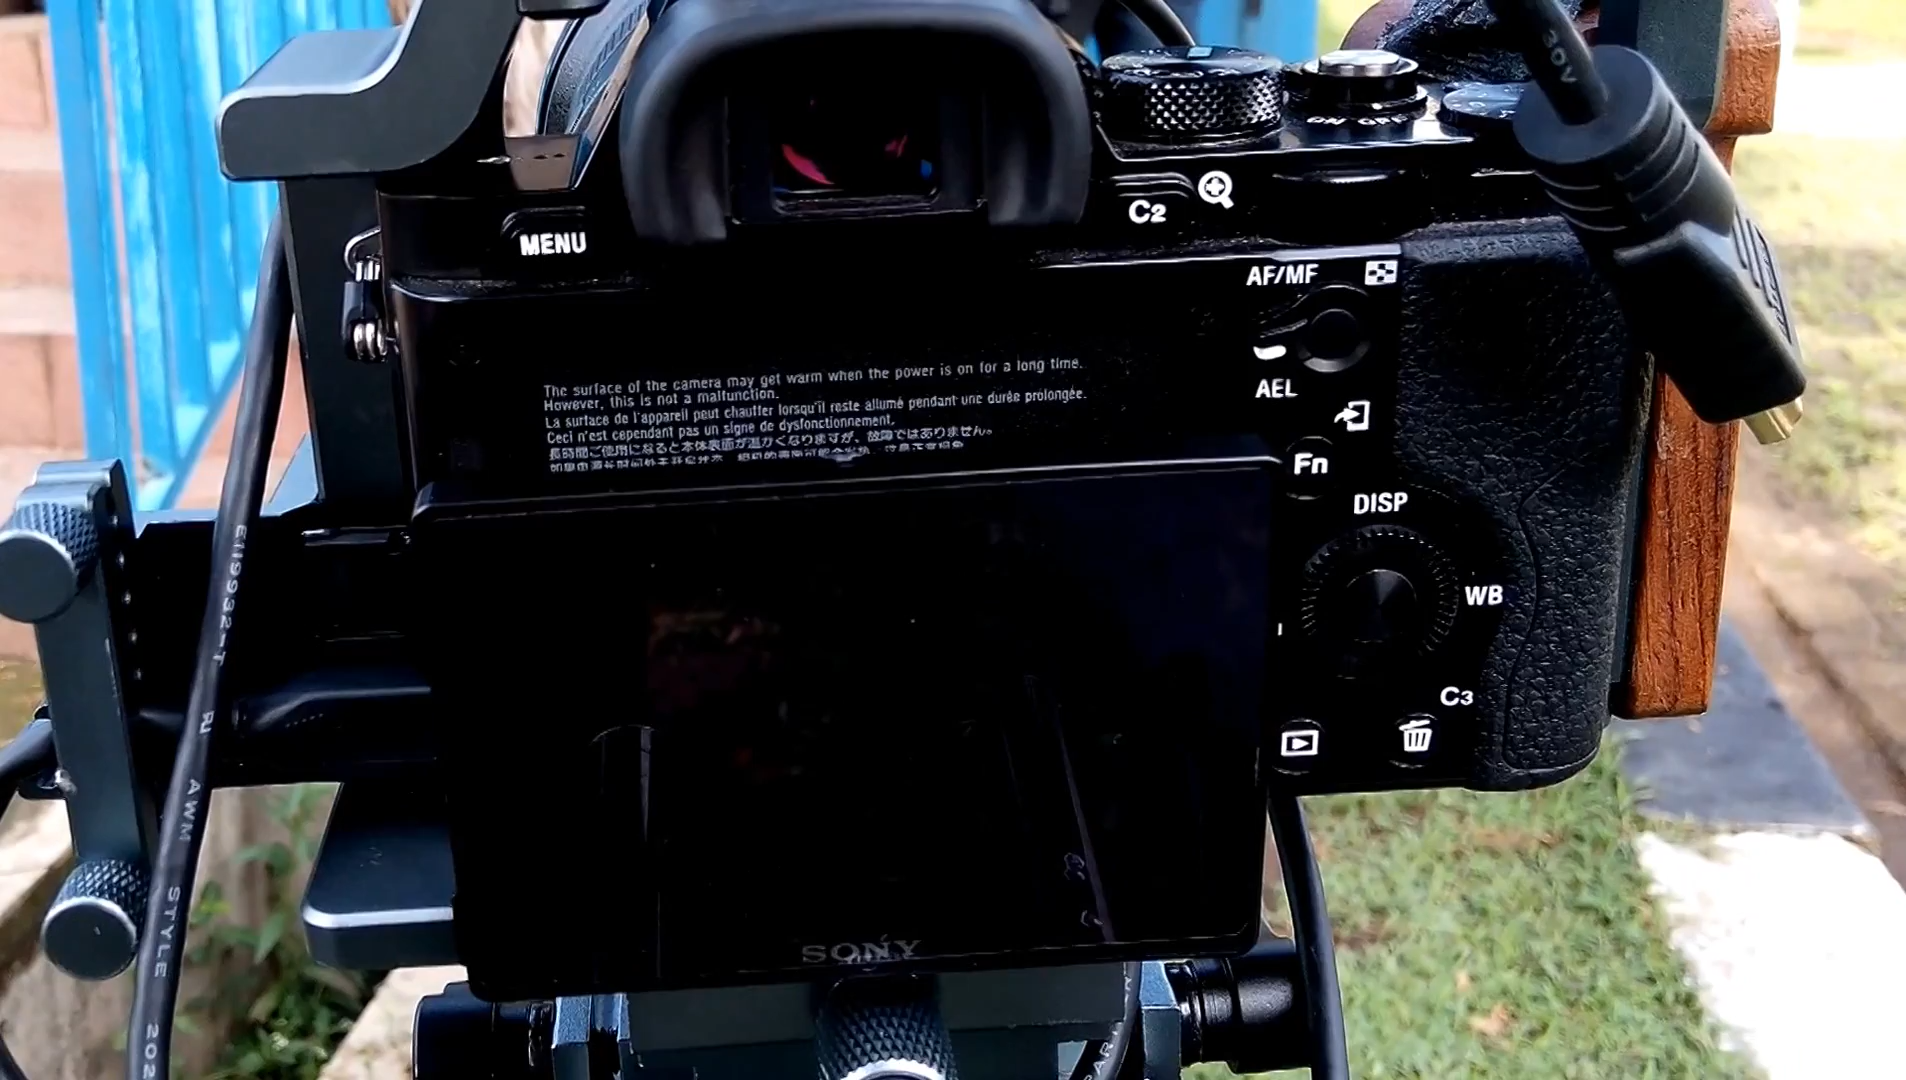 30V
ON OFF
C2
MENU
AF/MF
The surface of the camera may get warm when the power is on for a long time.
However, this is not a malfunction.
La surface de l'appareil peut chauffer lorsqu'il reste allumé pendant une durée prolongée.
Ceci n'est cependant pas un signe de dysfonctionnement.
長時間ご使用になると本体表面が温かくなりますが、故障ではありません。
AEL
Fn
DISP
WB
C3
SONY
E119932-T
AWM
STYLE
202